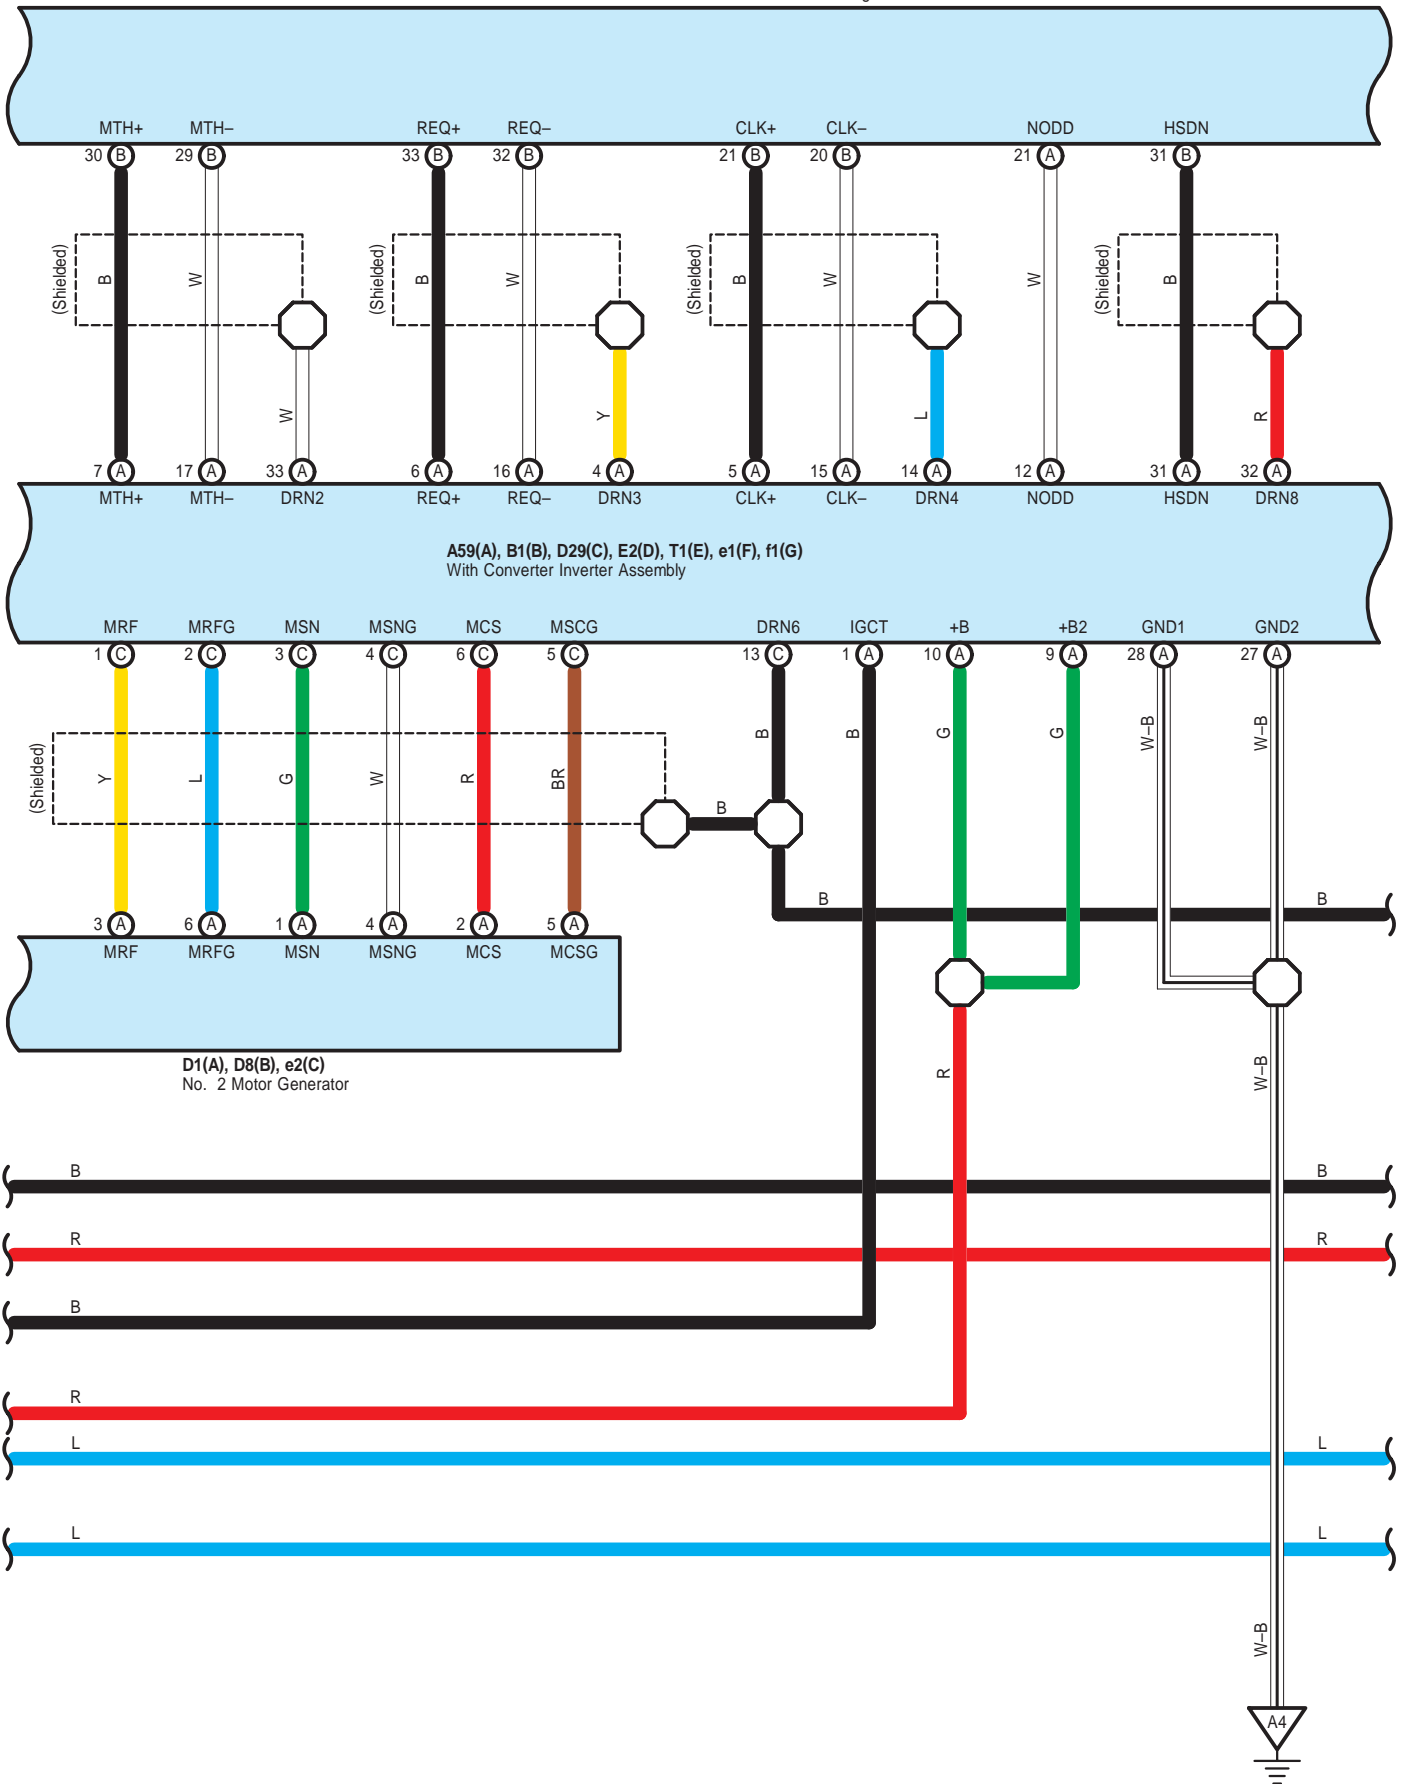 MTH+ MTH– REQ+ REQ– CLK+ CLK– NODD HSDN
30 B 29 B 33 B 32 B 21 B 20 B 21 A 31 B
(Shielded) B W (Shielded) B W (Shielded) B W W (Shielded) B
W Y L R
7 A 17 A 33 A 6 A 16 A 4 A 5 A 15 A 14 A 12 A 31 A 32 A
MTH+ MTH– DRN2 REQ+ REQ– DRN3 CLK+ CLK– DRN4 NODD HSDN DRN8
A59(A), B1(B), D29(C), E2(D), T1(E), e1(F), f1(G)
With Converter Inverter Assembly
MRF MRFG MSN MSNG MCS MSCG DRN6 IGCT +B +B2 GND1 GND2
1 C 2 C 3 C 4 C 6 C 5 C 13 C 1 A 10 A 9 A 28 A 27 A
B B G G W–B W–B
(Shielded) Y L G W R BR
B
B B
3 A 6 A 1 A 4 A 2 A 5 A
MRF MRFG MSN MSNG MCS MCSG
D1(A), D8(B), e2(C)
No. 2 Motor Generator
R W–B
B B
R R
B
R
L L
L L
W–B
A4